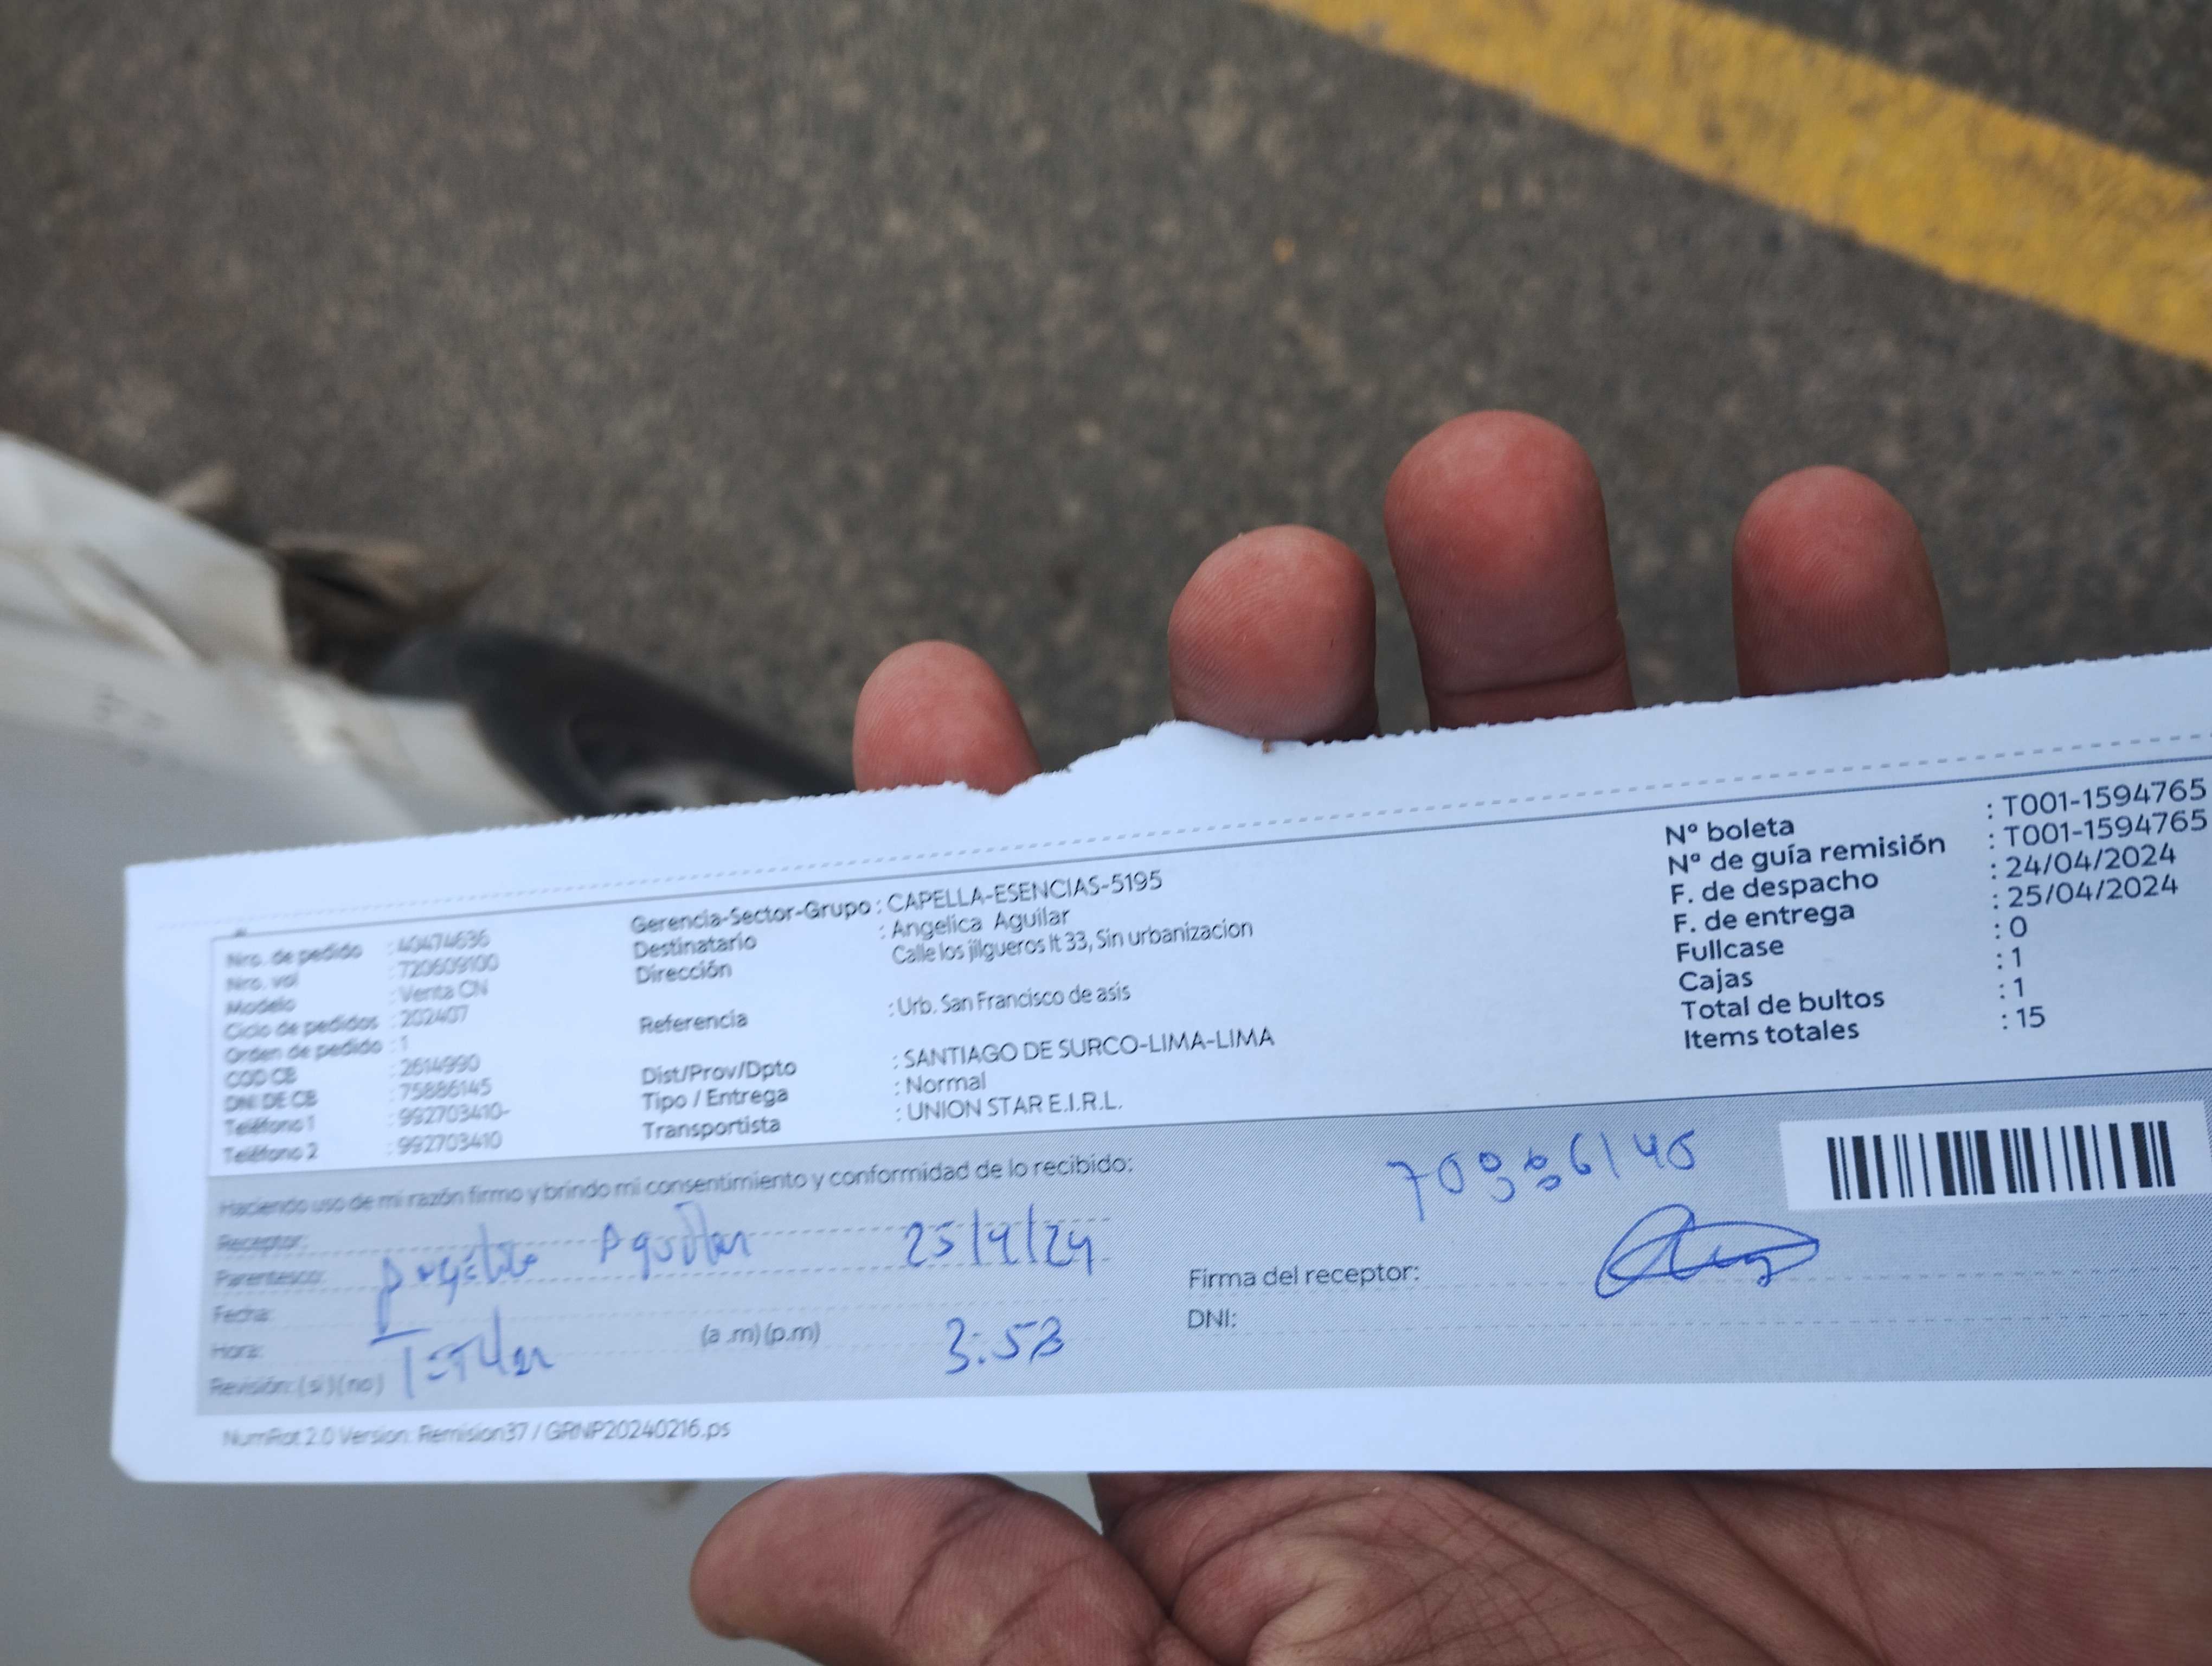 Nro. de pedido : 40474636
Nro. vol : 720609100
Modelo : Venta CN
Ciclo de pedidos : 202407
Orden de pedido : 1
COD CB : 2614990
DNI DE CB : 75886145
Teléfono 1 : 992703410-
Teléfono 2 : 992703410
Gerencia-Sector-Grupo : CAPELLA-ESENCIAS-5195
Destinatario : Angelica Aguilar
Dirección Calle los jilgueros lt 33, Sin urbanizacion
Referencia : Urb. San Francisco de asis
Dist/Prov/Dpto : SANTIAGO DE SURCO-LIMA-LIMA
Tipo / Entrega : Normal
Transportista : UNION STAR E.I.R.L.
Nº boleta : T001-1594765
Nº de guía remisión : T001-1594765
F. de despacho : 24/04/2024
F. de entrega : 25/04/2024
Fullcase : 0
Cajas : 1
Total de bultos : 1
Items totales : 15
Haciendo uso de mi razón firmo y brindo mi consentimiento y conformidad de lo recibido:
Receptor:
Parentesco: Aguilar 25/4/24
Fecha:
Hora: (a .m) (p.m) 3:53
Revisión: (si) (no)
Firma del receptor:
DNI:
NumRot 2.0 Version: Remision37 / GRNP20240216.ps